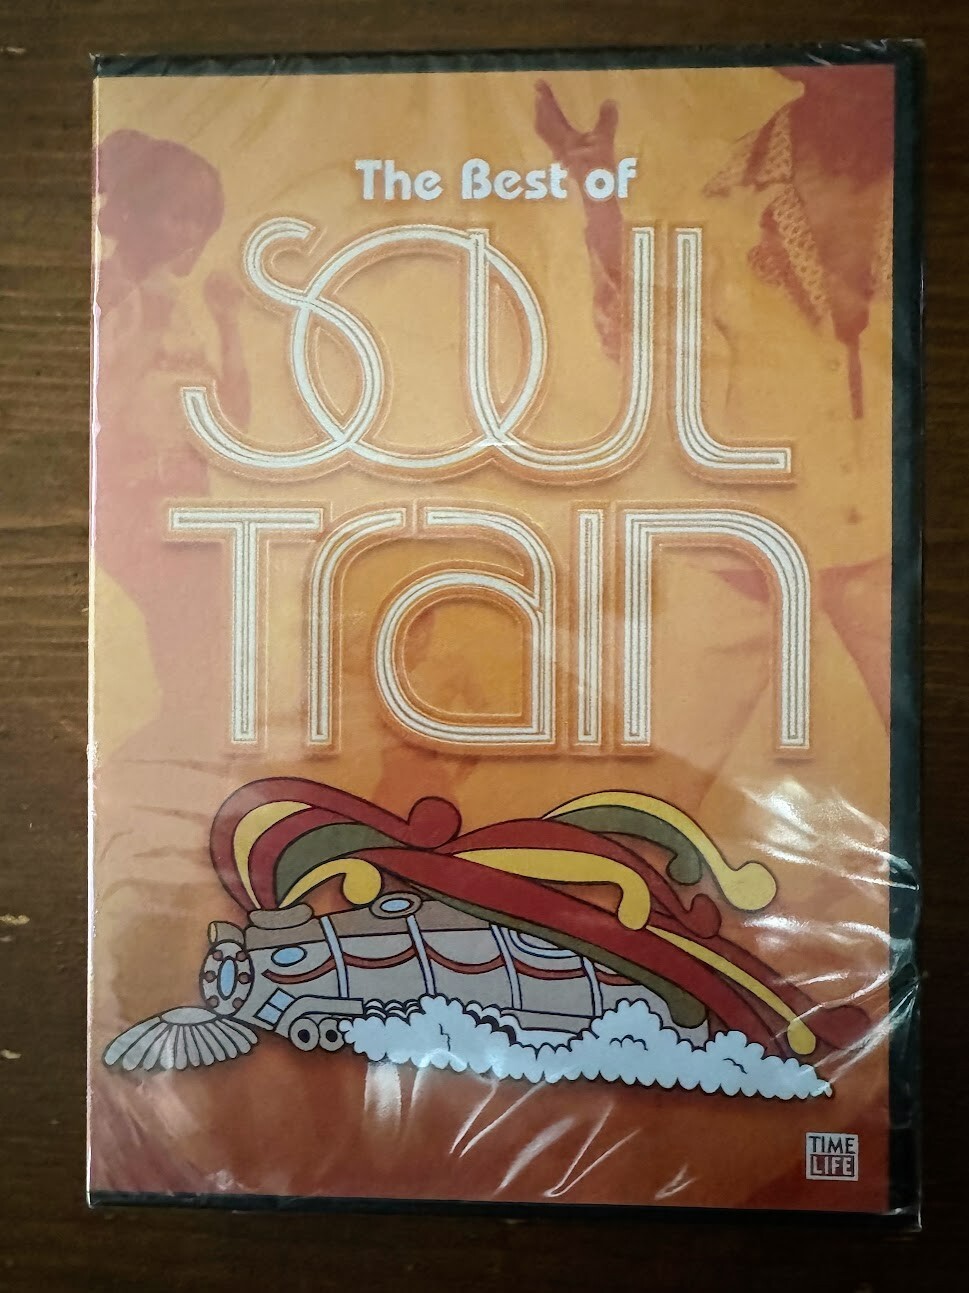 The Best of
SOUL
Train
TIME
LIFE